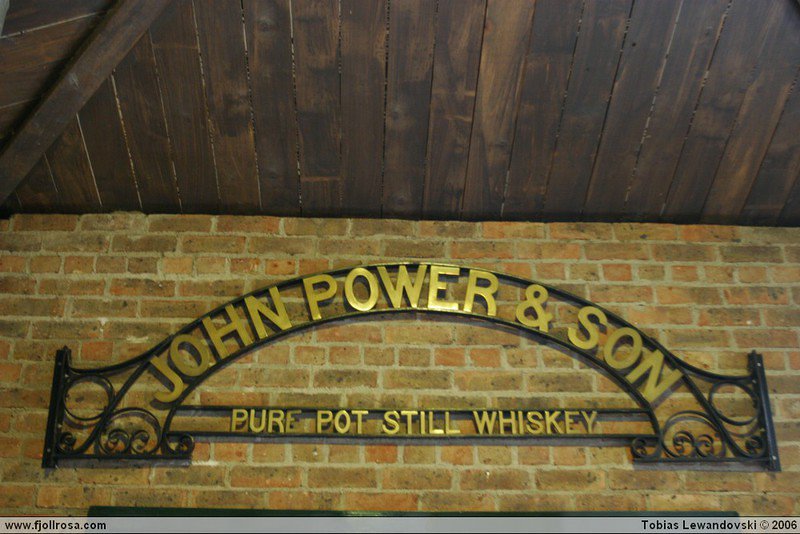 JOHN POWER & SON
PURE POT STILL WHISKEY.
www.fjollrosa.com
Tobias Lewandovski © 2006